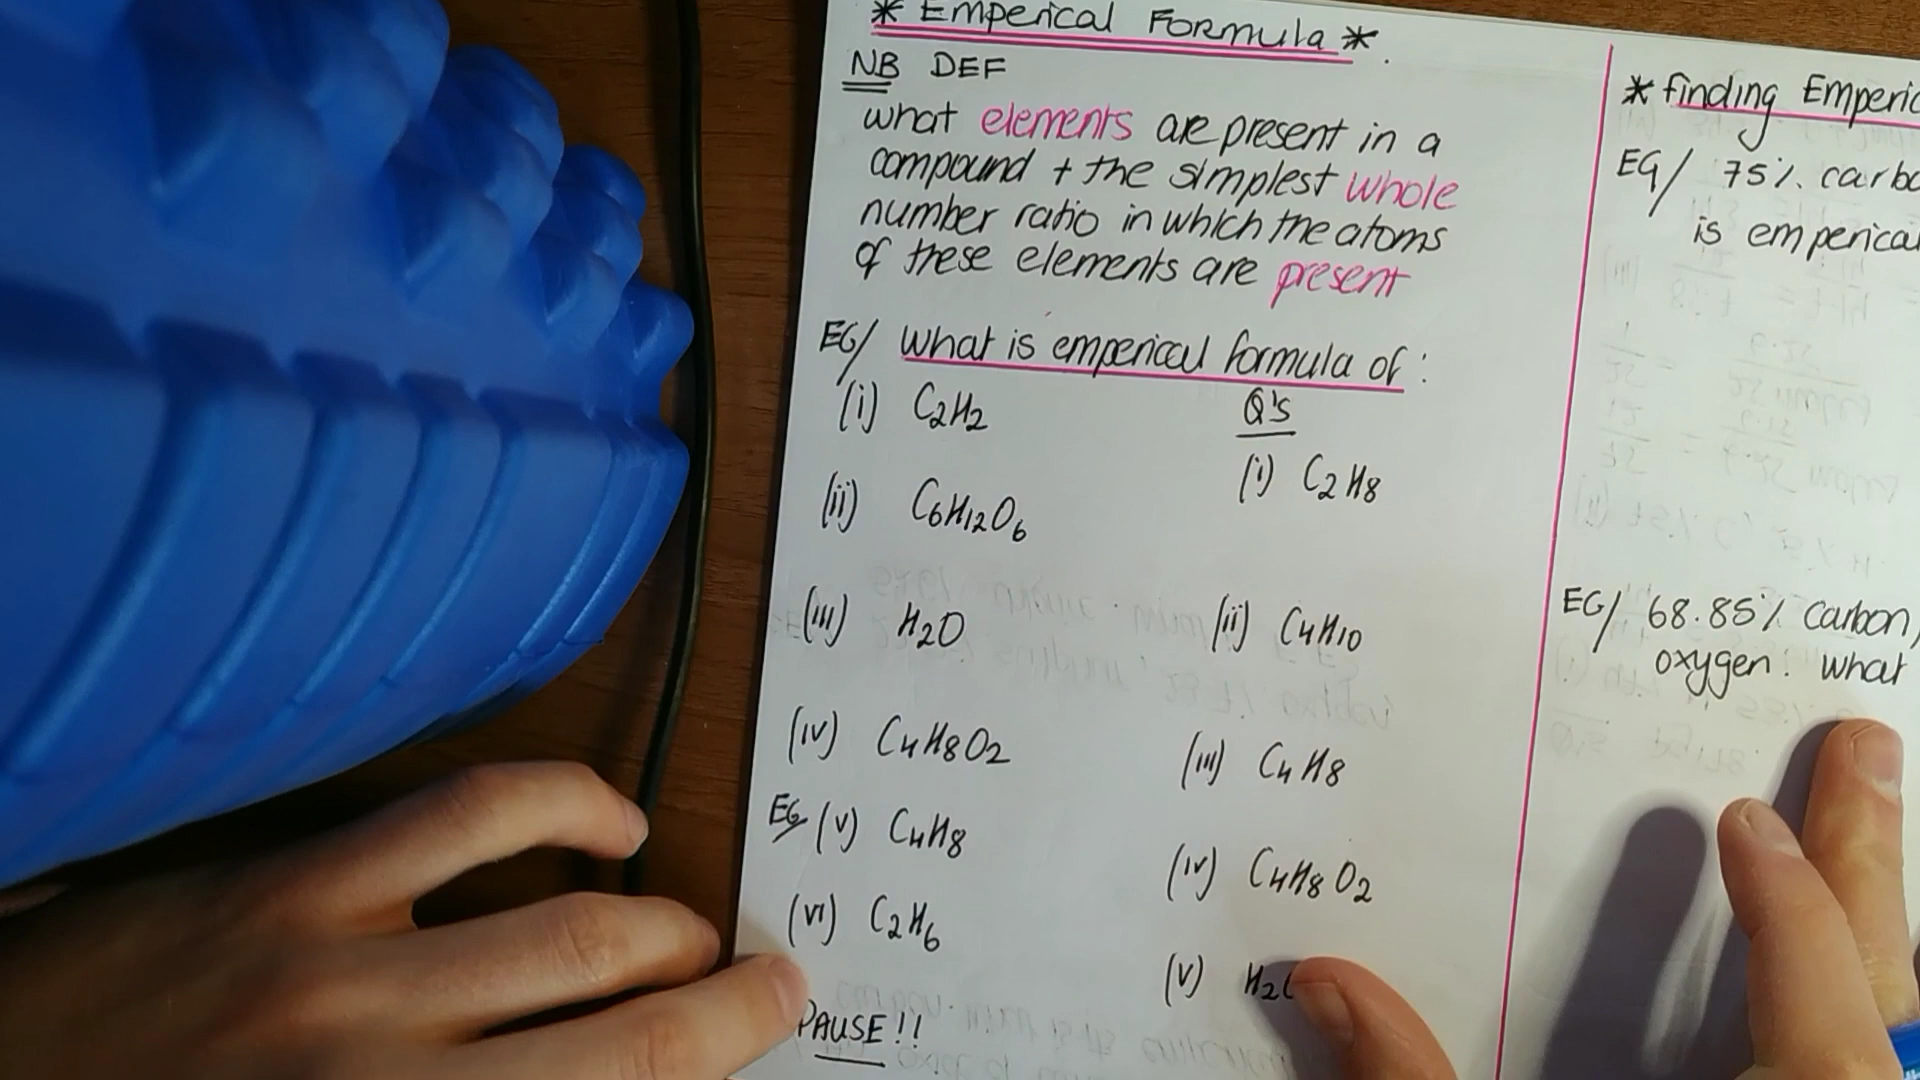 * Emperical Formula *
NB DEF
what elements are present in a
compound + the simplest whole
number ratio in which the atoms
of these elements are present
EG/ What is emperical formula of :
(i) C2H2
(ii) C6H12O6
(iii) H2O
(iv) C4H8O2
EG (v) C4H8
(vi) C2H6
PAUSE!!
Q's
(i) C2H8
(ii) C4H10
(iii) C4H8
(iv) C4H8O2
(v) H2
* finding Emperic
EG/ 75%. carbo
is emperical
EG/ 68.85% carbon,
oxygen. what